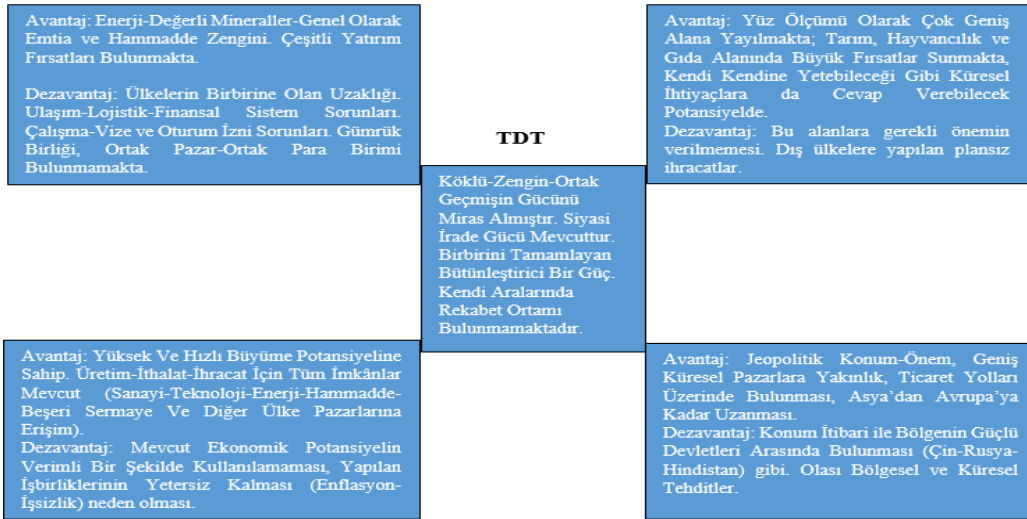 Avantaj: Enerji-Değerli Mineraller-Genel Olarak
Emtia ve Hammadde Zengini. Çeşitli Yatırım
Fırsatları Bulunmakta.
Dezavantaj: Ülkelerin Birbirine Olan Uzaklığı.
Ulaşım-Lojistik-Finansal Sistem Sorunları.
Çalışma-Vize ve Oturum İzni Sorunları. Gümrük
Birliği, Ortak Pazar-Ortak Para Birimi
Bulunmamakta.
Avantaj: Yüz Ölçümü Olarak Çok Geniş
Alana Yayılmakta; Tarım, Hayvancılık ve
Gıda Alanında Büyük Fırsatlar Sunmakta,
Kendi Kendine Yetebileceği Gibi Küresel
İhtiyaçlara da Cevap Verebilecek
Potansiyelde.
Dezavantaj: Bu alanlara gerekli önemin
verilmemesi. Dış ülkelere yapılan plansız
ihracatlar.
TDT
Köklü-Zengin-Ortak
Geçmişin Gücünü
Miras Almıştır. Siyasi
İrade Gücü Mevcuttur.
Birbirini Tamamlayan
Bütünleştirici Bir Güç.
Kendi Aralarında
Rekabet Ortamı
Bulunmamaktadır.
Avantaj: Yüksek Ve Hızlı Büyüme Potansiyeline
Sahip. Üretim-İthalat-İhracat İçin Tüm İmkânlar
Mevcut (Sanayi-Teknoloji-Enerji-Hammadde-
Beşeri Sermaye Ve Diğer Ülke Pazarlarına
Erişim).
Dezavantaj: Mevcut Ekonomik Potansiyelin
Verimli Bir Şekilde Kullanılamaması, Yapılan
İşbirliklerinin Yetersiz Kalması (Enflasyon-
İşsizlik) neden olması.
Avantaj: Jeopolitik Konum-Önem, Geniş
Küresel Pazarlara Yakınlık, Ticaret Yolları
Üzerinde Bulunması, Asya'dan Avrupa'ya
Kadar Uzanması.
Dezavantaj: Konum İtibari ile Bölgenin Güçlü
Devletleri Arasında Bulunması (Çin-Rusya-
Hindistan) gibi. Olası Bölgesel ve Küresel
Tehditler.